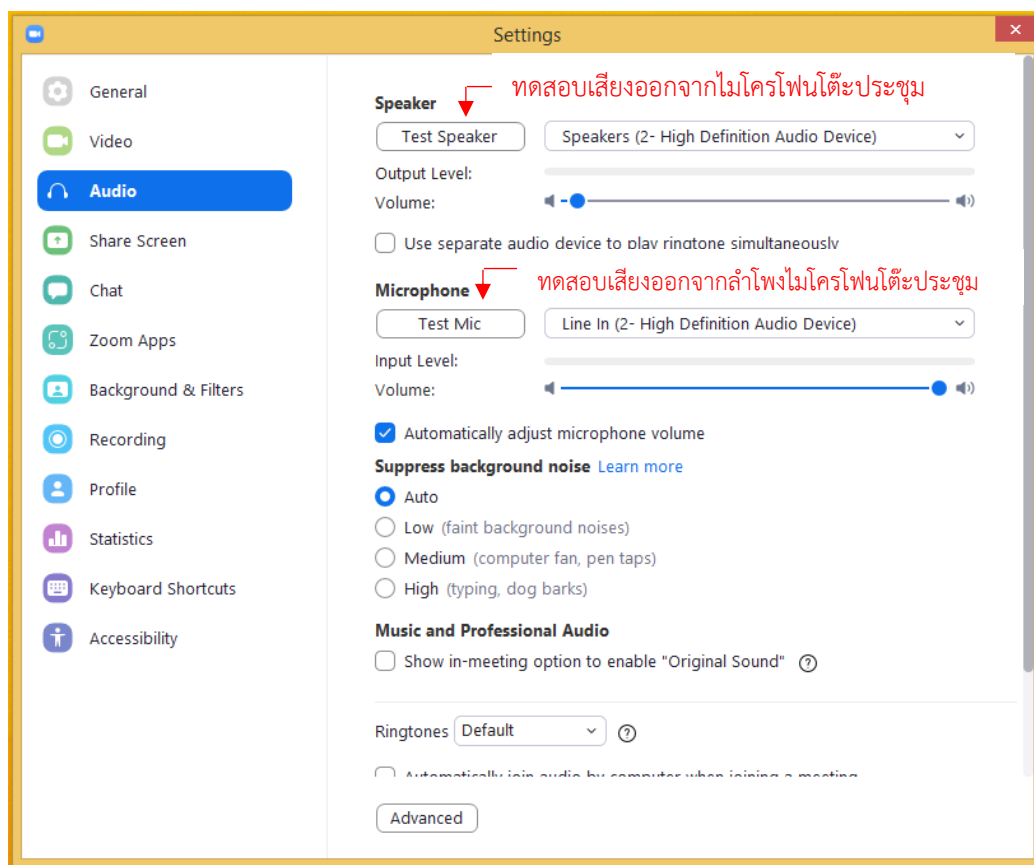 Settings
General
Video
Audio
Share Screen
Chat
Zoom Apps
Background & Filters
Recording
Profile
Statistics
Keyboard Shortcuts
Accessibility
ทดสอบเสียงออกจากไมโครโฟนโต๊ะประชุม
Speaker
Test Speaker Speakers (2- High Definition Audio Device)
Output Level:
Volume:
Use separate audio device to play ringtone simultaneously
ทดสอบเสียงออกจากลำโพงไมโครโฟนโต๊ะประชุม
Microphone
Test Mic Line In (2- High Definition Audio Device)
Input Level:
Volume:
Automatically adjust microphone volume
Suppress background noise Learn more
Auto
Low (faint background noises)
Medium (computer fan, pen taps)
High (typing, dog barks)
Music and Professional Audio
Show in-meeting option to enable "Original Sound" ?
Ringtones Default ?
Automatically join audio by computer when joining a meeting
Advanced